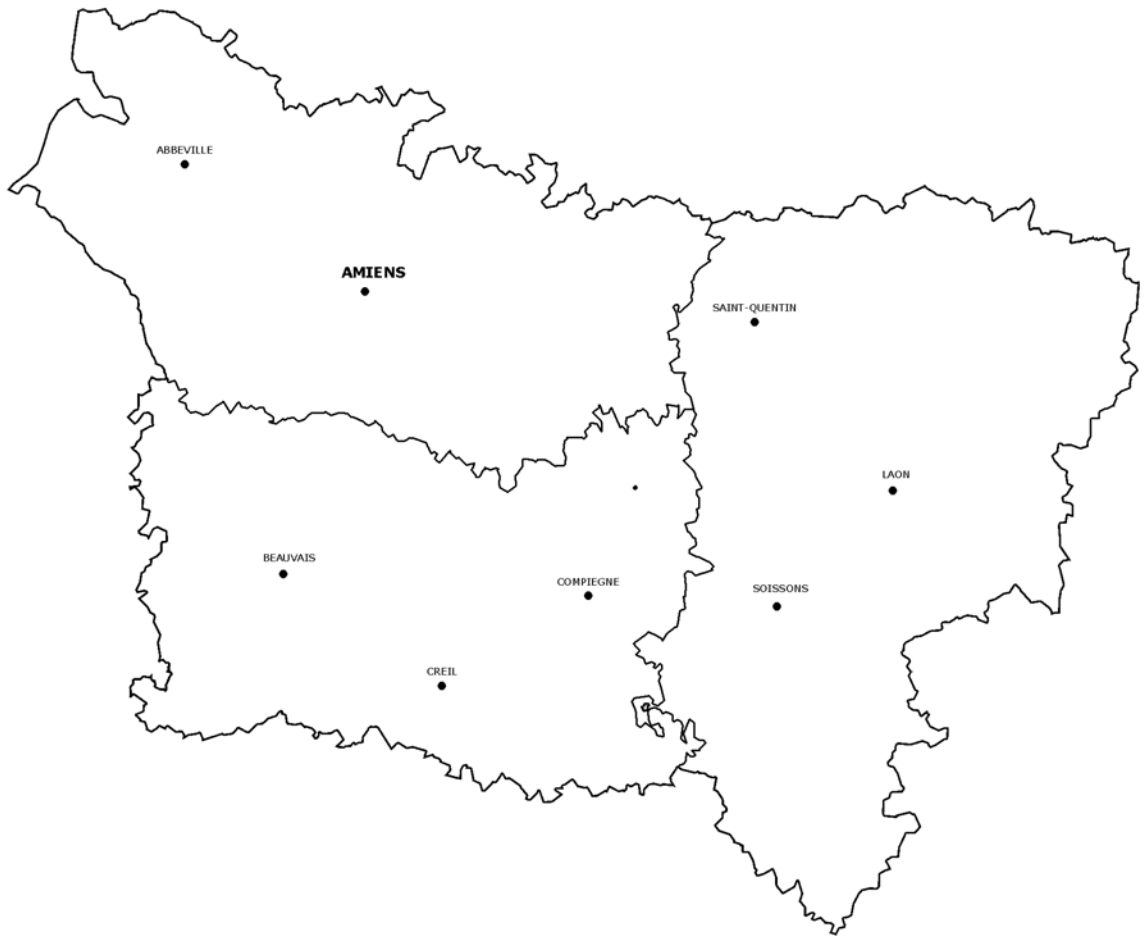 ABBEVILLE
AMIENS
SAINT-QUENTIN
LAON
BEAUVAIS
COMPIEGNE
SOISSONS
CREIL